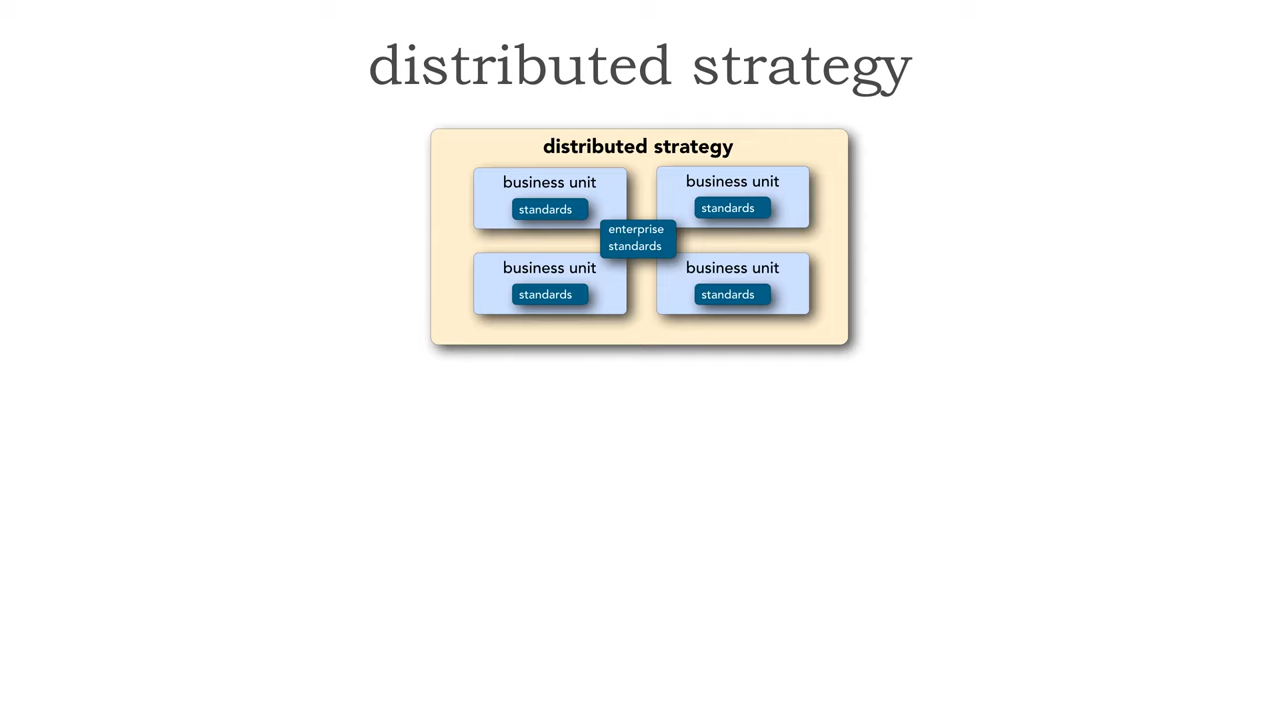 distributed strategy
distributed strategy
business unit
standards
business unit
standards
enterprise
standards
business unit
standards
business unit
standards